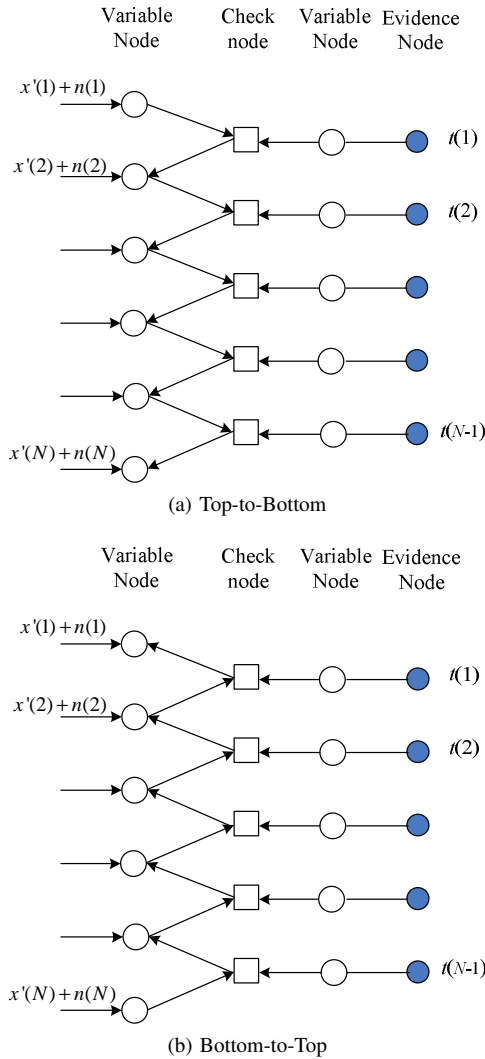 Variable Node
Check node
Variable Node
Evidence Node
x'(1) + n(1)
t(1)
x'(2) + n(2)
t(2)
t(N-1)
x'(N) + n(N)
(a) Top-to-Bottom
Variable Node
Check node
Variable Node
Evidence Node
x'(1) + n(1)
t(1)
x'(2) + n(2)
t(2)
t(N-1)
x'(N) + n(N)
(b) Bottom-to-Top